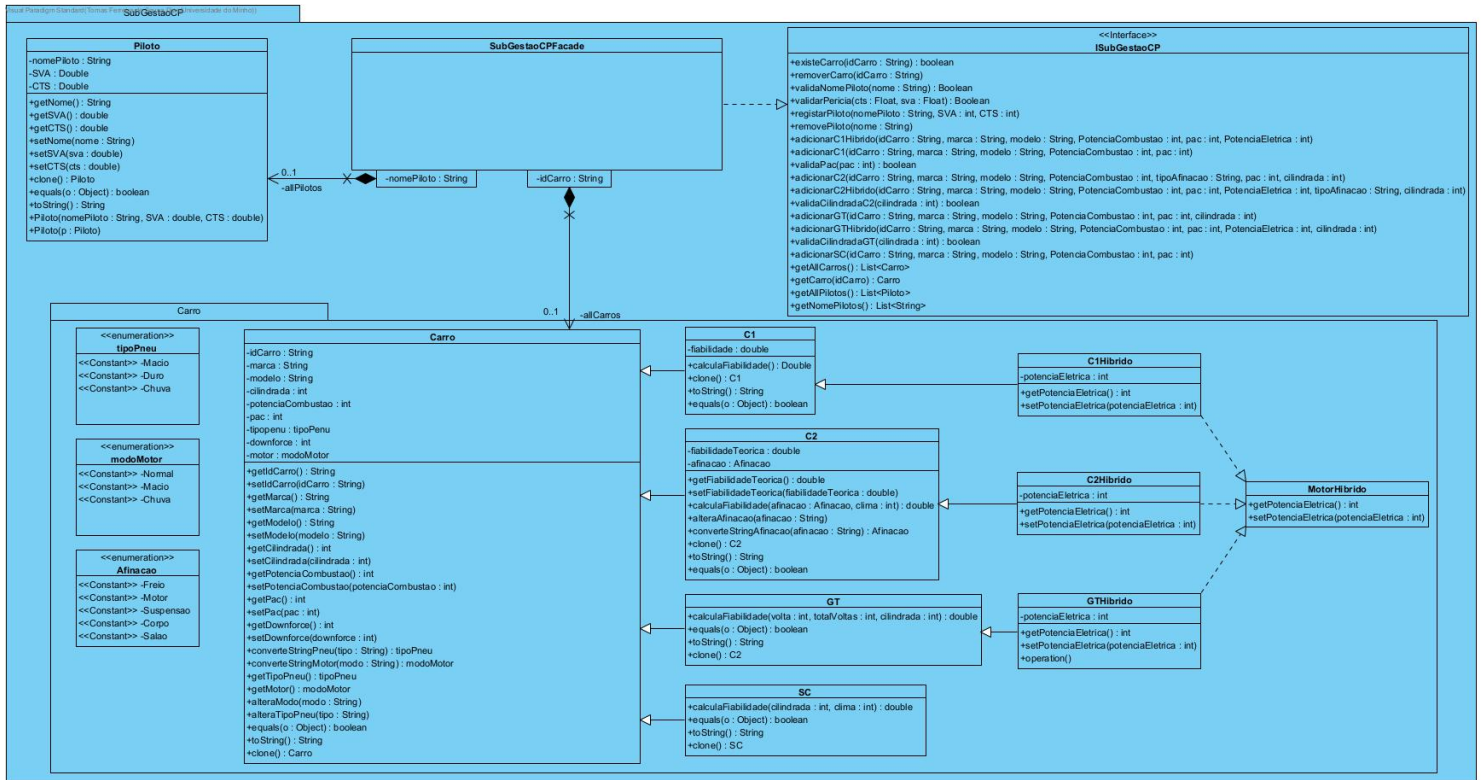 Visual Paradigm Standard(Tomas
SubGestaoCP
Piloto
-nomePiloto : String
-SVA : Double
-CTS : Double
+getNome() : String
+getSVA() : double
+getCTS() : double
+setNome(nome : String)
+setSVA(sva : double)
+setCTS(cts : double)
+clone() : Piloto
+equals(o : Object) : boolean
+toString() : String
+Piloto(nomePiloto : String, SVA : double, CTS : double)
+Piloto(p : Piloto)
SubGestaoCPFacade
-nomePiloto : String
-idCarro : String
0..1
-allPilotos
0..1
-allCarros
<<Interface>>
ISubGestaoCP
+existeCarro(idCarro : String) : boolean
+removerCarro(idCarro : String)
+validaNomePiloto(nome : String) : Boolean
+validarPericia(cts : Float, sva : Float) : Boolean
+registarPiloto(nomePiloto : String, SVA : int, CTS : int)
+removePiloto(nome : String)
+adicionarC1Hibrido(idCarro : String, marca : String, modelo : String, PotenciaCombustao : int, pac : int, PotenciaEletrica : int)
+adicionarC1(idCarro : String, marca : String, modelo : String, PotenciaCombustao : int, pac : int)
+validaPac(pac : int) : boolean
+adicionarC2(idCarro : String, marca : String, modelo : String, PotenciaCombustao : int, tipoAfinacao : String, pac : int, cilindrada : int)
+adicionarC2Hibrido(idCarro : String, marca : String, modelo : String, PotenciaCombustao : int, pac : int, PotenciaEletrica : int, tipoAfinacao : String, cilindrada : int)
+validaCilindradaC2(cilindrada : int) : boolean
+adicionarGT(idCarro : String, marca : String, modelo : String, PotenciaCombustao : int, pac : int, cilindrada : int)
+adicionarGTHibrido(idCarro : String, marca : String, modelo : String, PotenciaCombustao : int, pac : int, PotenciaEletrica : int, cilindrada : int)
+validaCilindradaGT(cilindrada : int) : boolean
+adicionarSC(idCarro : String, marca : String, modelo : String, PotenciaCombustao : int, pac : int)
+getAllCarros() : List<Carro>
+getCarro(idCarro) : Carro
+getAllPilotos() : List<Piloto>
+getNomePilotos() : List<String>
Carro
<<enumeration>>
tipoPneu
<<Constant>> -Macio
<<Constant>> -Duro
<<Constant>> -Chuva
<<enumeration>>
modoMotor
<<Constant>> -Normal
<<Constant>> -Macio
<<Constant>> -Chuva
<<enumeration>>
Afinacao
<<Constant>> -Freio
<<Constant>> -Motor
<<Constant>> -Suspensao
<<Constant>> -Corpo
<<Constant>> -Salao
Carro
-idCarro : String
-marca : String
-modelo : String
-cilindrada : int
-potenciaCombustao : int
-pac : int
-tipopenu : tipoPenu
-downforce : int
-motor : modoMotor
+getIdCarro() : String
+setIdCarro(idCarro : String)
+getMarca() : String
+setMarca(marca : String)
+getModelo() : String
+setModelo(modelo : String)
+getCilindrada() : int
+setCilindrada(cilindrada : int)
+getPotenciaCombustao() : int
+setPotenciaCombustao(potenciaCombustao : int)
+getPac() : int
+setPac(pac : int)
+getDownforce() : int
+setDownforce(downforce : int)
+converteStringPneu(tipo : String) : tipoPneu
+converteStringMotor(modo : String) : modoMotor
+getTipoPneu() : tipoPneu
+getMotor() : modoMotor
+alteraModo(modo : String)
+alteraTipoPneu(tipo : String)
+equals(o : Object) : boolean
+toString() : String
+clone() : Carro
C1
-fiabilidade : double
+calculaFiabilidade() : Double
+clone() : C1
+toString() : String
+equals(o : Object) : boolean
C2
-fiabilidadeTeorica : double
-afinacao : Afinacao
+getFiabilidadeTeorica() : double
+setFiabilidadeTeorica(fiabilidadeTeorica : double)
+calculaFiabilidade(afinacao : Afinacao, clima : int) : double
+alteraAfinacao(afinacao : String)
+converteStringAfinacao(afinacao : String) : Afinacao
+clone() : C2
+toString() : String
+equals(o : Object) : boolean
GT
+calculaFiabilidade(volta : int, totalVoltas : int, cilindrada : int) : double
+equals(o : Object) : boolean
+toString() : String
+clone() : C2
SC
+calculaFiabilidade(cilindrada : int, clima : int) : double
+equals(o : Object) : boolean
+toString() : String
+clone() : SC
C1Hibrido
-potenciaEletrica : int
+getPotenciaEletrica() : int
+setPotenciaEletrica(potenciaEletrica : int)
C2Hibrido
-potenciaEletrica : int
+getPotenciaEletrica() : int
+setPotenciaEletrica(potenciaEletrica : int)
GTHibrido
-potenciaEletrica : int
+getPotenciaEletrica() : int
+setPotenciaEletrica(potenciaEletrica : int)
+operation()
MotorHibrido
+getPotenciaEletrica() : int
+setPotenciaEletrica(potenciaEletrica : int)